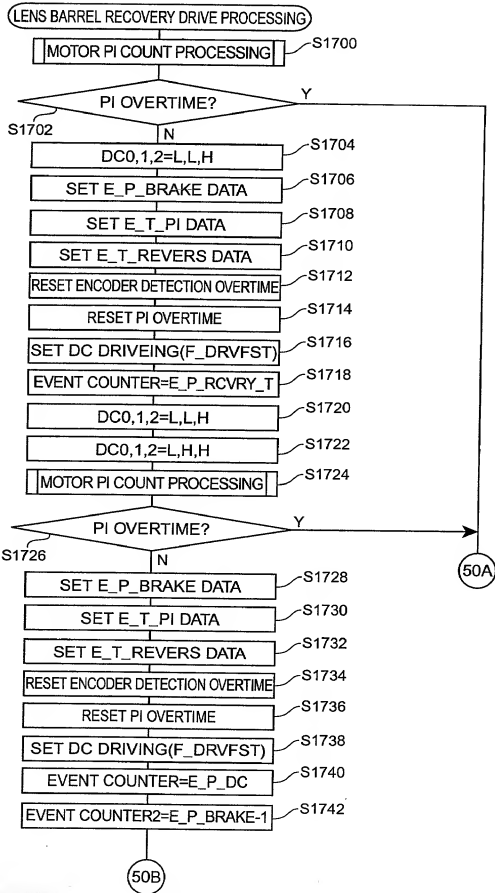 LENS BARREL RECOVERY DRIVE PROCESSING
MOTOR PI COUNT PROCESSING
S1700
PI OVERTIME?
Y
S1702
N
DC0,1,2=L,L,H
S1704
SET E_P_BRAKE DATA
S1706
SET E_T_PI DATA
S1708
SET E_T_REVERS DATA
S1710
RESET ENCODER DETECTION OVERTIME
S1712
RESET PI OVERTIME
S1714
SET DC DRIVEING(F_DRVFST)
S1716
EVENT COUNTER=E_P_RCVRY_T
S1718
DC0,1,2=L,L,H
S1720
DC0,1,2=L,H,H
S1722
MOTOR PI COUNT PROCESSING
S1724
PI OVERTIME?
Y
S1726
N
50A
SET E_P_BRAKE DATA
S1728
SET E_T_PI DATA
S1730
SET E_T_REVERS DATA
S1732
RESET ENCODER DETECTION OVERTIME
S1734
RESET PI OVERTIME
S1736
SET DC DRIVING(F_DRVFST)
S1738
EVENT COUNTER=E_P_DC
S1740
EVENT COUNTER2=E_P_BRAKE-1
S1742
50B